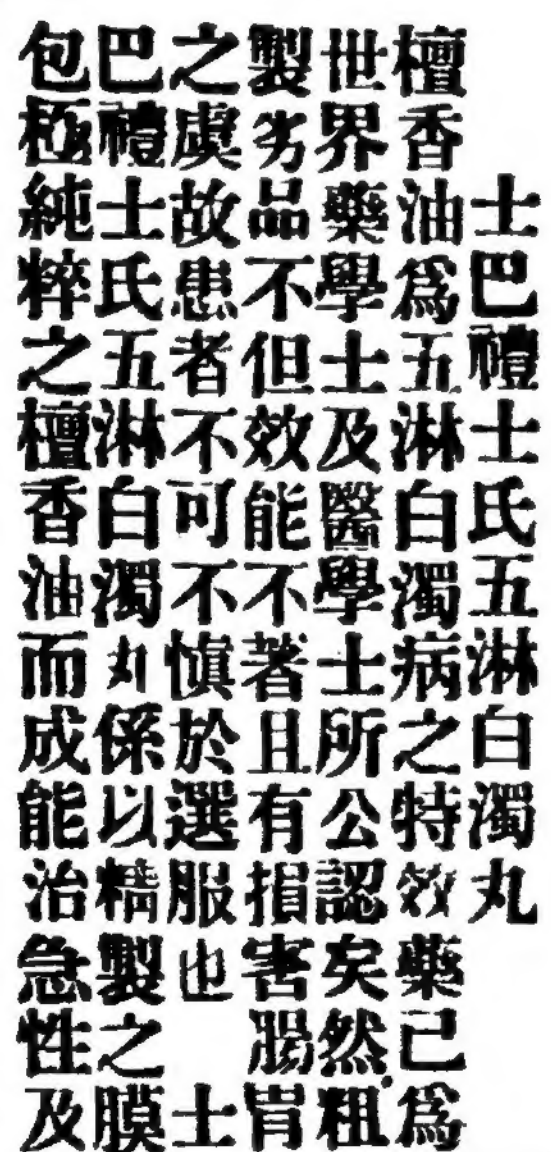 士巴禮士氏五淋白濁丸
檀香油爲五淋白濁病之特效藥已爲
世界藥學士及醫學士所公認矣然粗
製劣品不但效能不著且有損害腸胃
之虞故患者不可不慎於選服也 士
巴禮士氏五淋白濁丸係以精製之膜
包極純粹之檀香油而成能治急性及